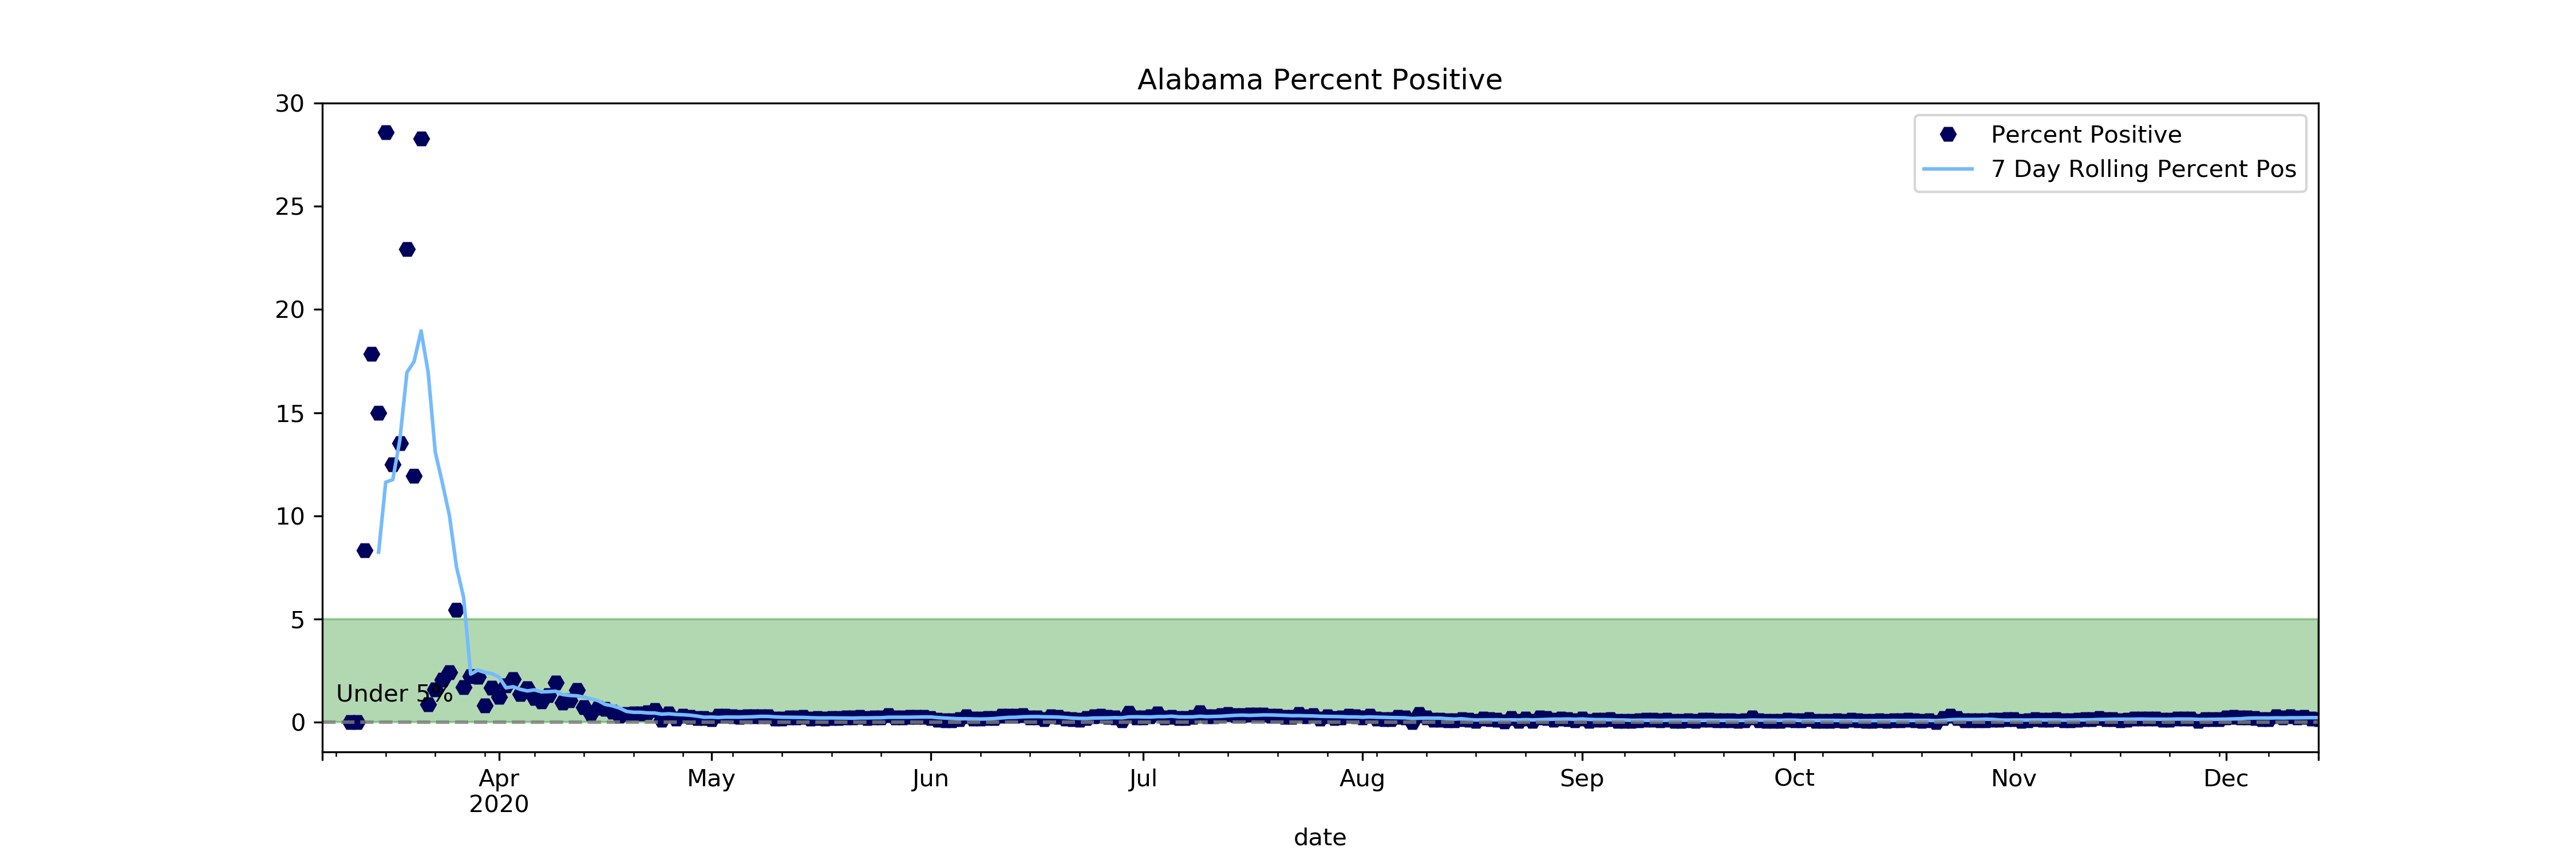 Alabama Percent Positive
30
25
20
15
10
5
0
Percent Positive
7 Day Rolling Percent Pos
Under 5%
Apr
2020
May
Jun
Jul
Aug
Sep
Oct
Nov
Dec
date